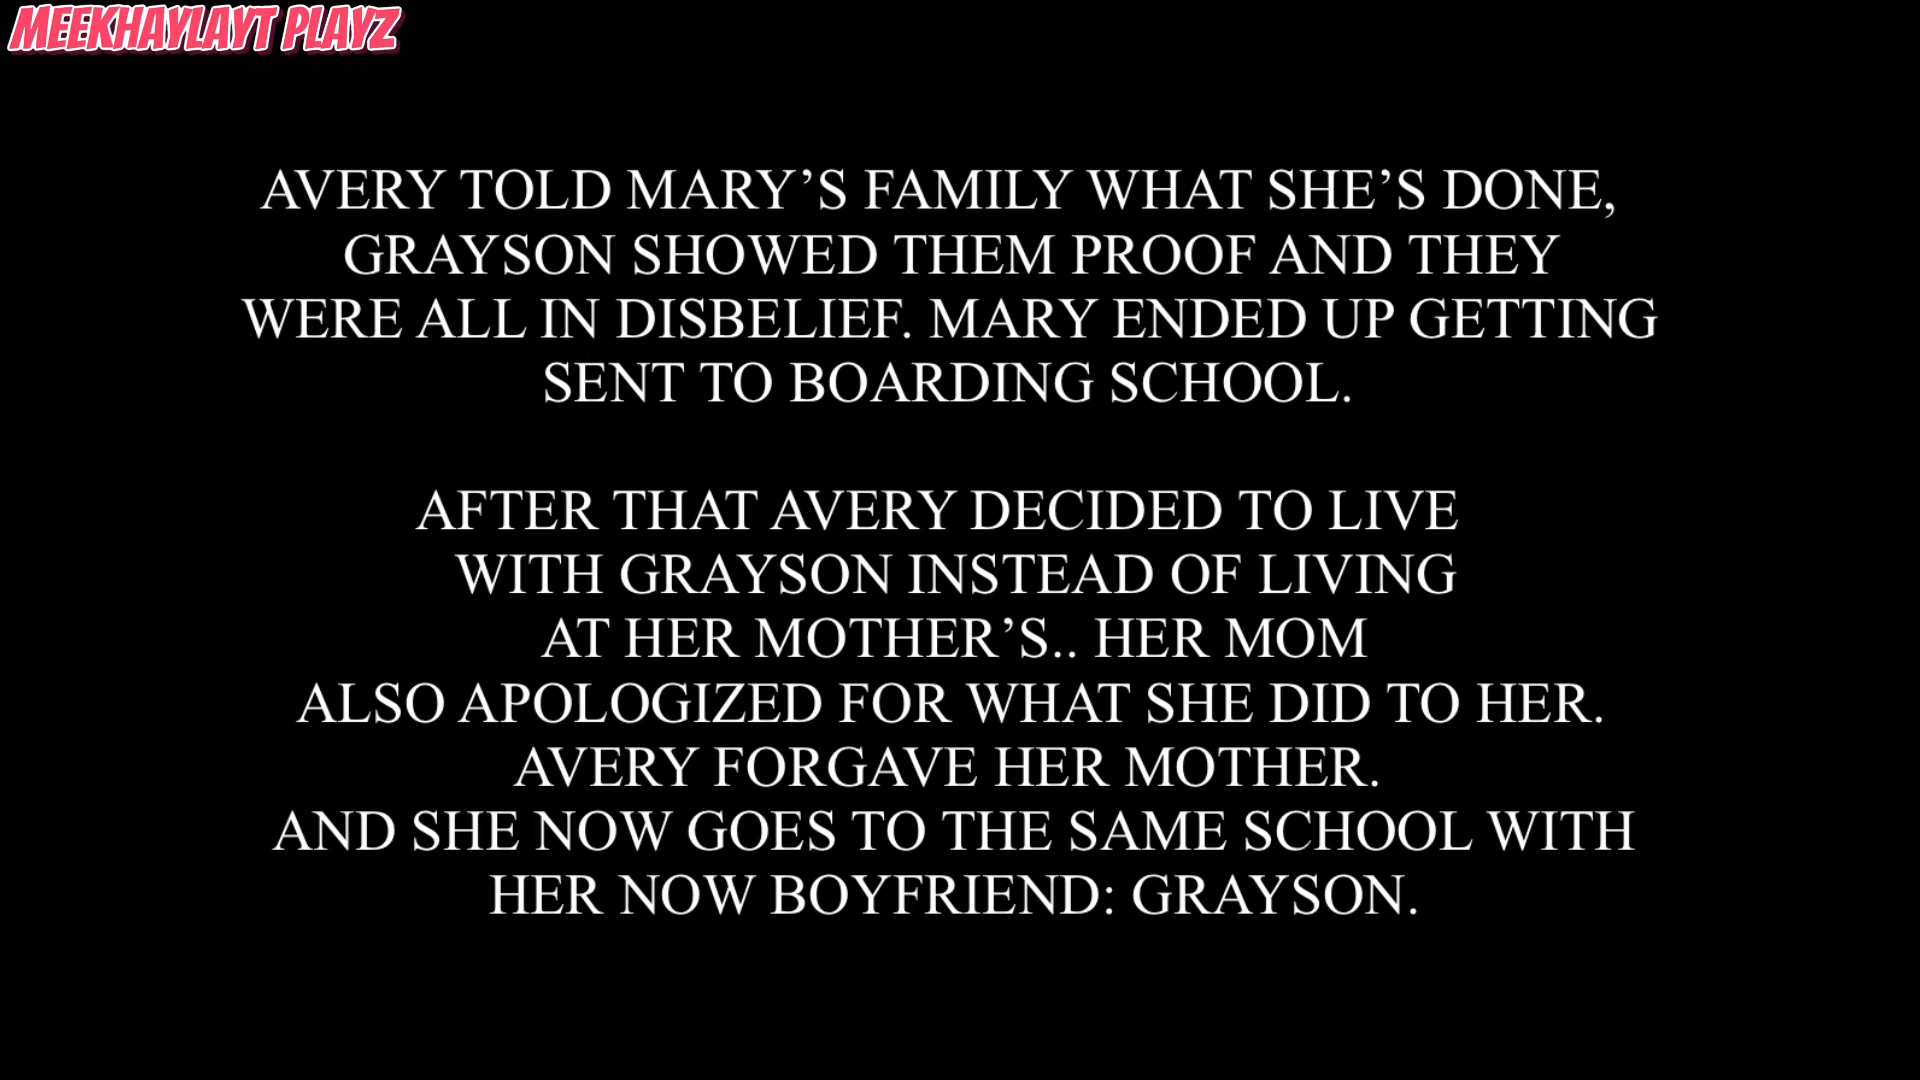 MEEKHAYLAYT PLAYZ
AVERY TOLD MARY’S FAMILY WHAT SHE’S DONE,
GRAYSON SHOWED THEM PROOF AND THEY
WERE ALL IN DISBELIEF. MARY ENDED UP GETTING
SENT TO BOARDING SCHOOL.
AFTER THAT AVERY DECIDED TO LIVE
WITH GRAYSON INSTEAD OF LIVING
AT HER MOTHER’S.. HER MOM
ALSO APOLOGIZED FOR WHAT SHE DID TO HER.
AVERY FORGAVE HER MOTHER.
AND SHE NOW GOES TO THE SAME SCHOOL WITH
HER NOW BOYFRIEND: GRAYSON.